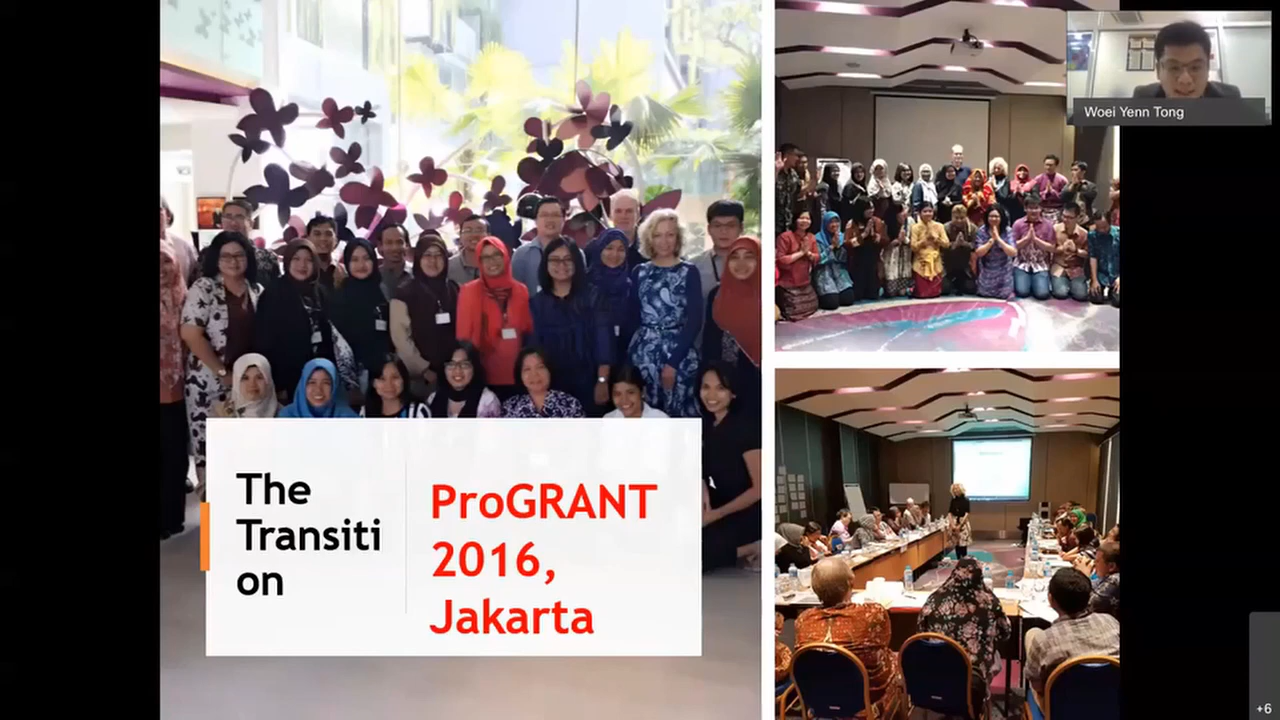 Woei Yenn Tong
The
Transiti
on
ProGRANT
2016,
Jakarta
+6